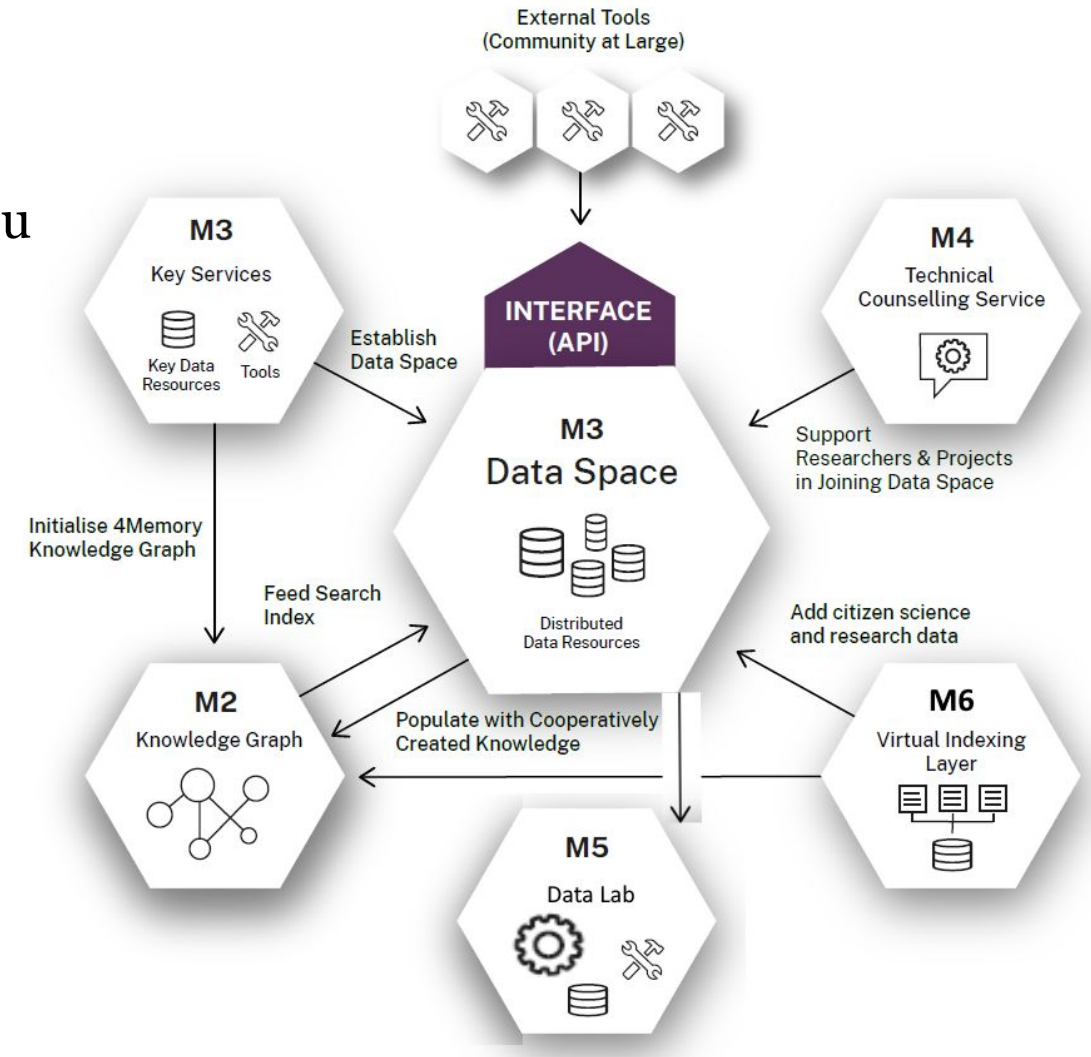 External Tools
(Community at Large)
u
M3
Key Services
Key Data
Resources
Tools
Establish
Data Space
INTERFACE
(API)
M4
Technical
Counselling Service
M3
Data Space
Distributed
Data Resources
Support
Researchers & Projects
in Joining Data Space
Initialise 4Memory
Knowledge Graph
Feed Search
Index
Add citizen science
and research data
M2
Knowledge Graph
Populate with Cooperatively
Created Knowledge
M6
Virtual Indexing
Layer
M5
Data Lab